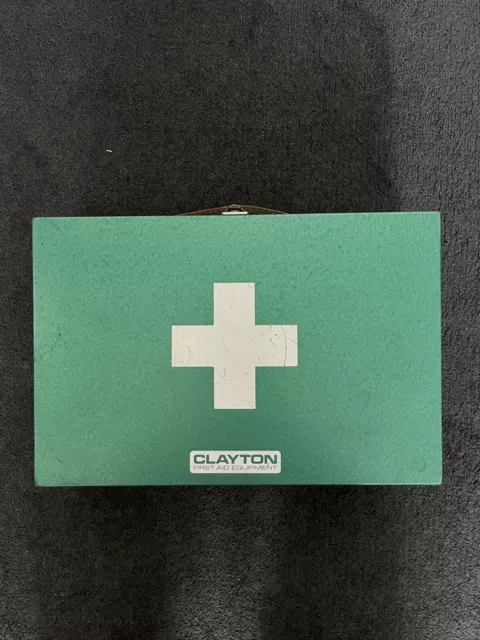 CLAYTON
FIRST AID EQUIPMENT